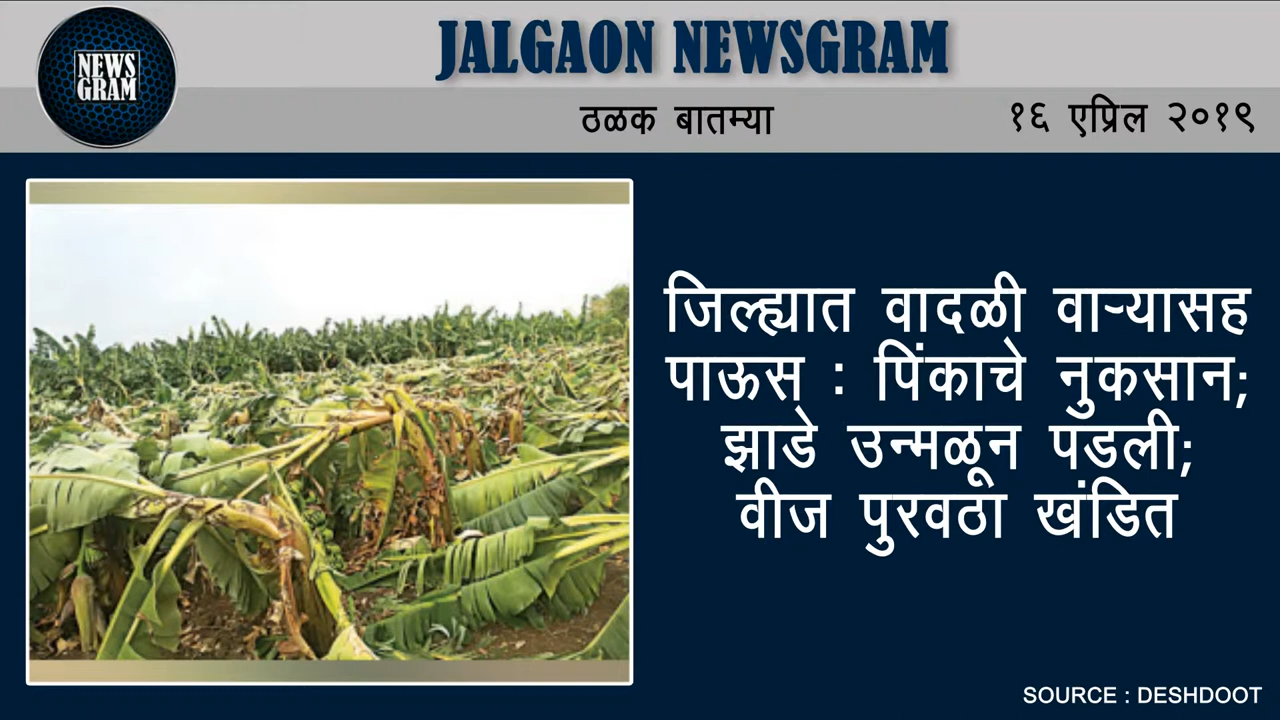 NEWS
GRAM
JALGAON NEWSGRAM
ठळक बातम्या
१६ एप्रिल २०१९
जिल्ह्यात वादळी वाऱ्यासह
पाऊस : पिंकाचे नुकसान;
झाडे उन्मळून पडली;
वीज पुरवठा खंडित
SOURCE : DESHDOOT